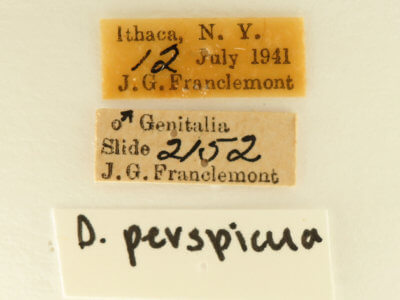 Ithaca, N. Y.
12 July 1941
J.G.Franclemont
♂ Genitalia
Slide 2152
J.G.Franclemont
D. perspicua